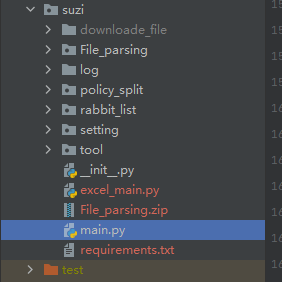 suzi
downloade_file
File_parsing
log
policy_split
rabbit_list
setting
tool
__init__.py
excel_main.py
File_parsing.zip
main.py
requirements.txt
test